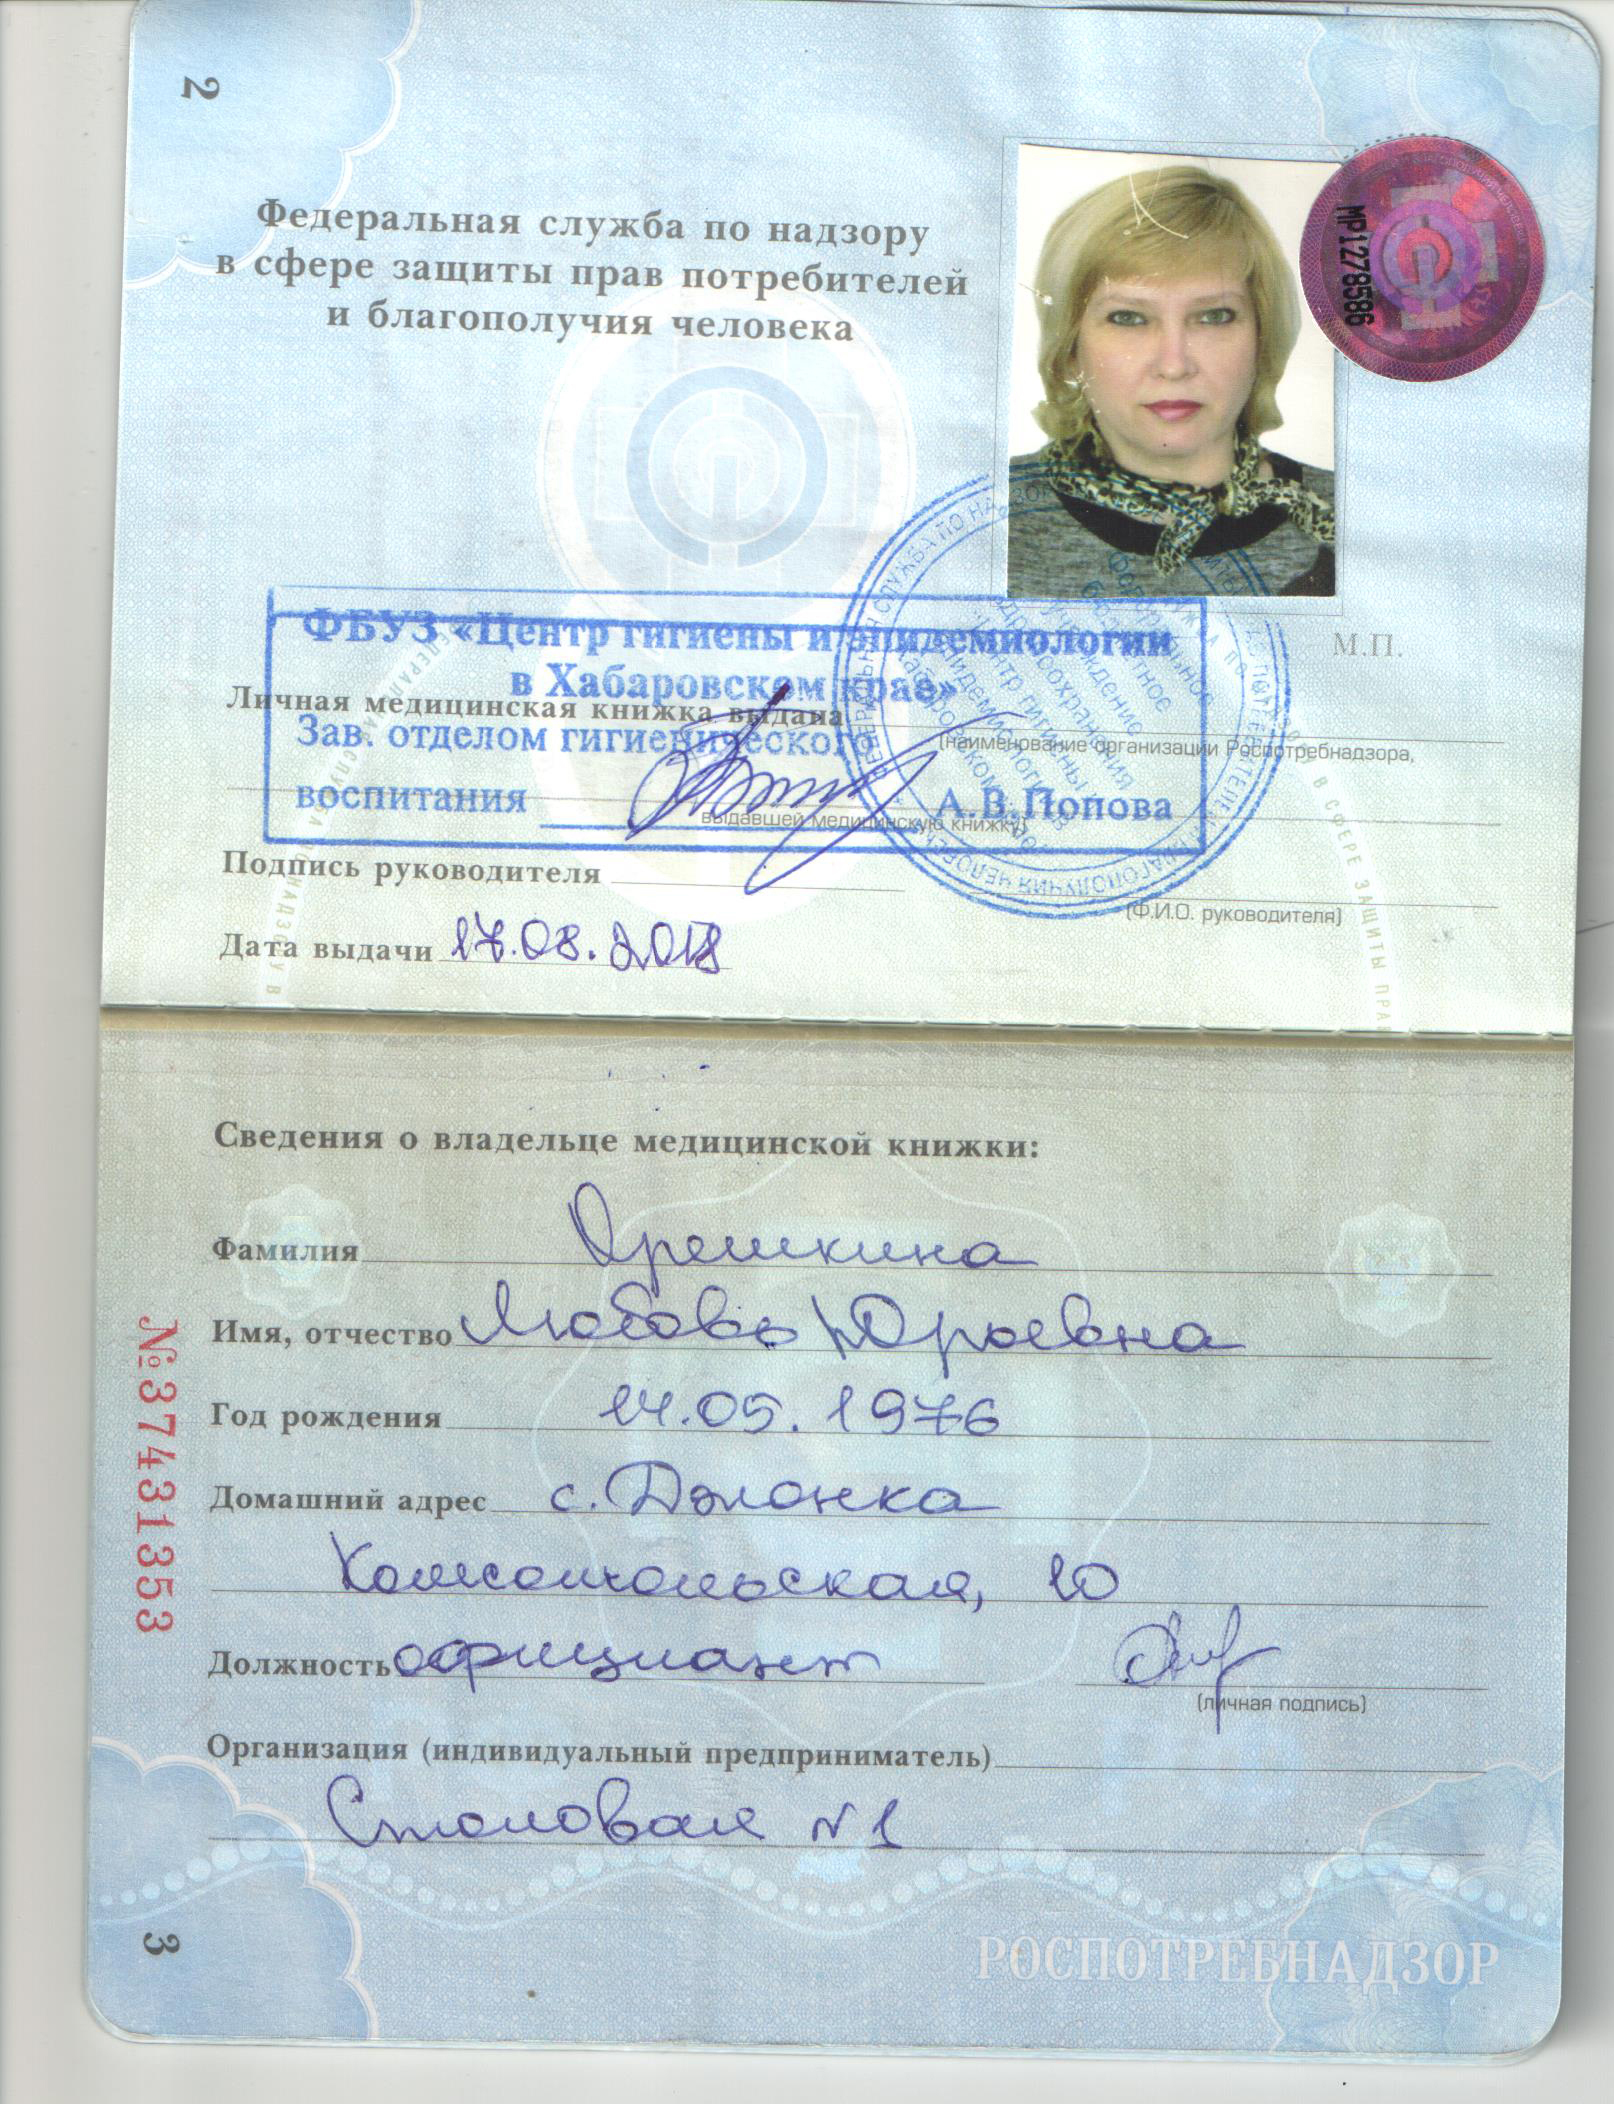 2
Федеральная служба по надзору
в сфере защиты прав потребителей
и благополучия человека
МР1278586
М.П.
ФБУЗ «Центр гигиены и эпидемиологии
в Хабаровском крае»
Личная медицинская книжка выдана
Зав. отделом гигиенического
(наименование организации Роспотребнадзора,
воспитания А.В.Попова
выдавшей медицинскую книжку)
Подпись руководителя
(Ф.И.О. руководителя)
Дата выдачи 17.08.2018
Сведения о владельце медицинской книжки:
Фамилия Орешкина
Имя, отчество Любовь Юрьевна
Год рождения 14.05.1976
Домашний адрес с. Дэлонка
Комсомольская, 10
Должность официант
(личная подпись)
Организация (индивидуальный предприниматель)
Столовая N1
№37431353
3
РОСПОТРЕБНАДЗОР